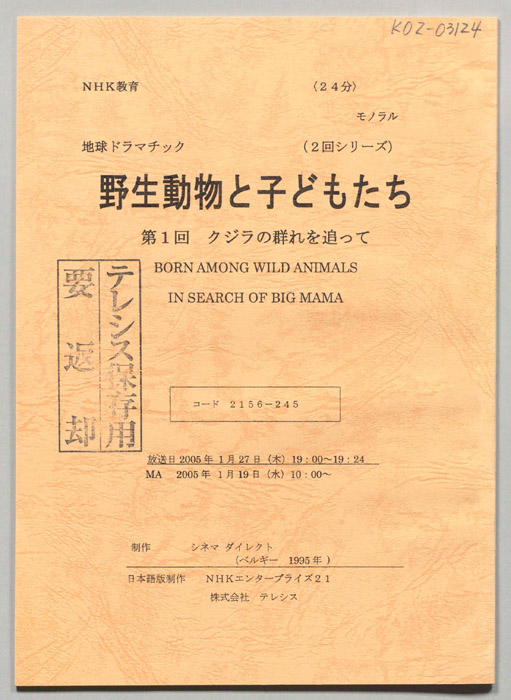 KOZ-03124
NHK教育 (24分)
モノラル
地球ドラマチック (2回シリーズ)
野生動物と子どもたち
第1回 クジラの群れを追って
BORN AMONG WILD ANIMALS
IN SEARCH OF BIG MAMA
テレシス保存用
要返却
コード 2156-245
放送日 2005年 1月27日 (木) 19:00~19:24
MA 2005年 1月19日 (水) 10:00~
制作 シネマ ダイレクト
(ベルギー 1995年)
日本語版制作 NHKエンタープライズ21
株式会社 テレシス